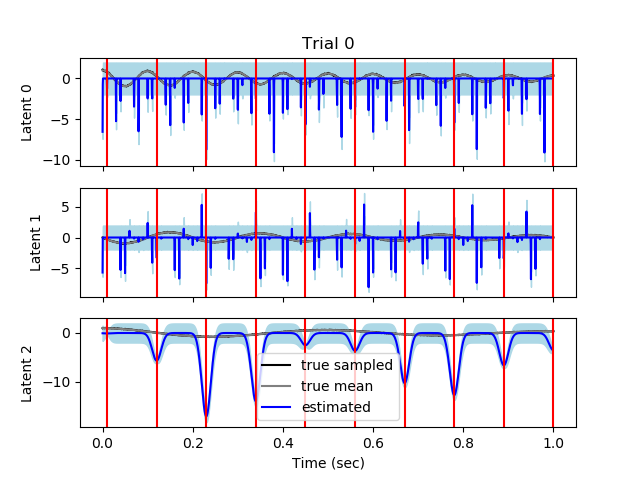 Trial 0
Latent 0
0
−5
−10
Latent 1
5
0
−5
Latent 2
0
−10
true sampled
true mean
estimated
0.0 0.2 0.4 0.6 0.8 1.0
Time (sec)